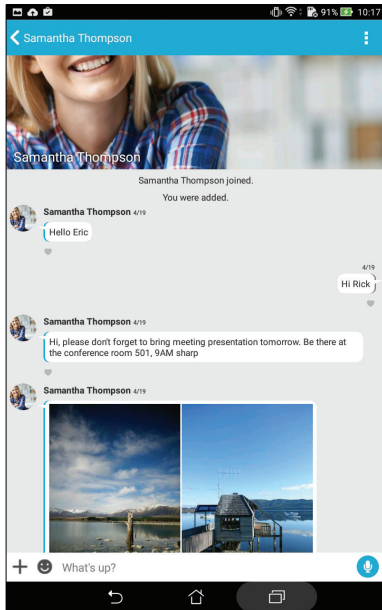 91% 10:17
Samantha Thompson
Samantha Thompson
Samantha Thompson joined.
You were added.
Samantha Thompson 4/19
Hello Eric
4/19
Hi Rick
Samantha Thompson 4/19
Hi, please don't forget to bring meeting presentation tomorrow. Be there at
the conference room 501, 9AM sharp
Samantha Thompson 4/19
What's up?